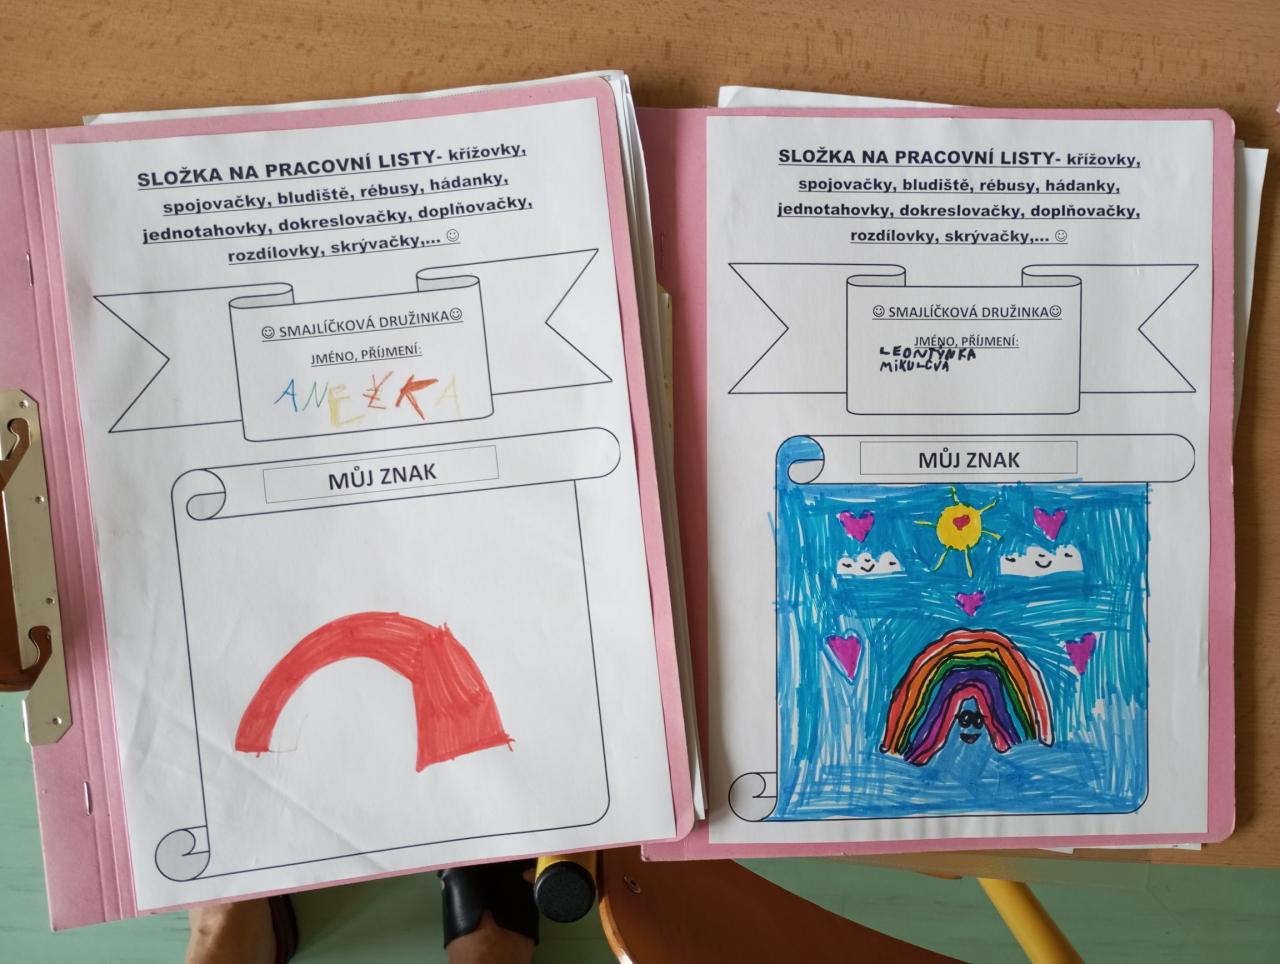 SLOŽKA NA PRACOVNÍ LISTY- křížovky,
spojovačky, bludiště, rébusy, hádanky,
jednotahovky, dokreslovačky, doplňovačky,
rozdílovky, skrývačky,... ☺
☺ SMAJLÍČKOVÁ DRUŽINKA☺
JMÉNO, PŘÍJMENÍ:
ANEŽKA
MŮJ ZNAK
SLOŽKA NA PRACOVNÍ LISTY- křížovky,
spojovačky, bludiště, rébusy, hádanky,
jednotahovky, dokreslovačky, doplňovačky,
rozdílovky, skrývačky,... ☺
☺ SMAJLÍČKOVÁ DRUŽINKA☺
JMÉNO, PŘÍJMENÍ:
LEONTÝNKA
MIKULCVÁ
MŮJ ZNAK